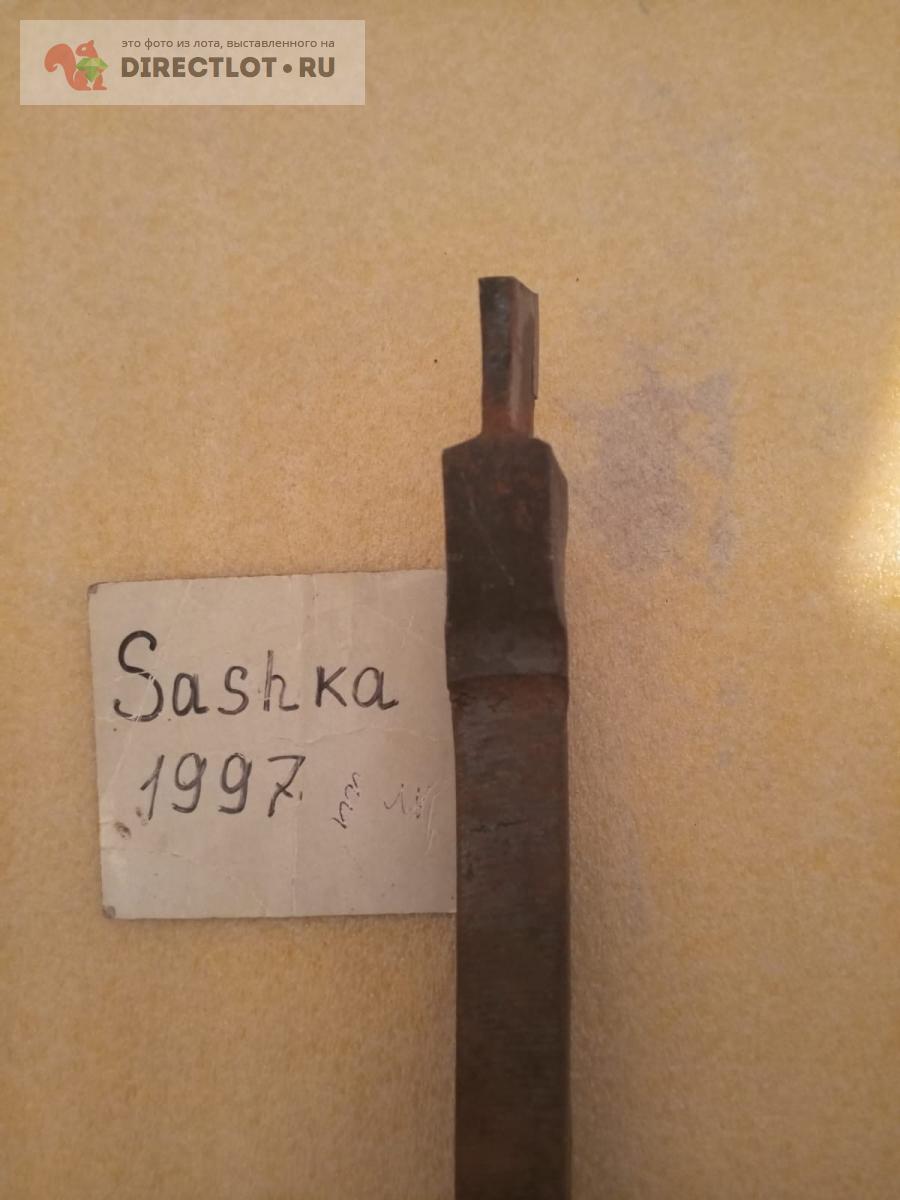 это фото из лота, выставленного на
DIRECTLOT•RU
Sashka
1997